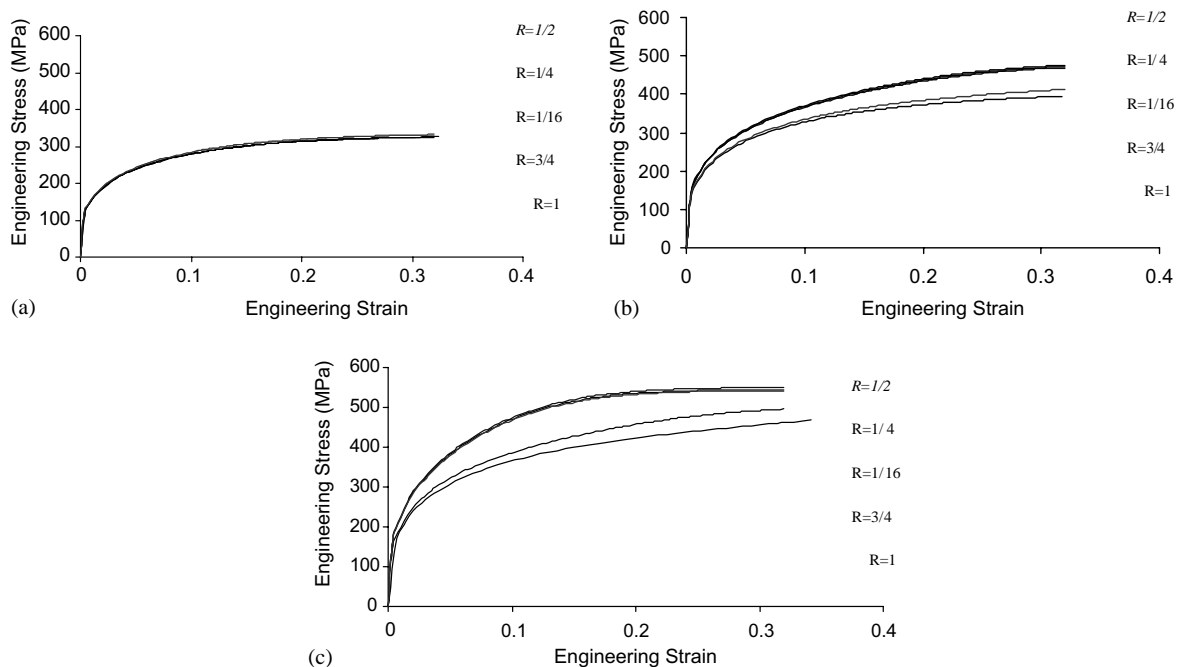 600
500
400
300
200
100
0
Engineering Stress (MPa)
0 0.1 0.2 0.3 0.4
Engineering Strain
R=1/2
R=1/4
R=1/16
R=3/4
R=1
(a)
600
500
400
300
200
100
0
Engineering Stress (MPa)
0 0.1 0.2 0.3 0.4
Engineering Strain
R=1/2
R=1/ 4
R=1/16
R=3/4
R=1
(b)
600
500
400
300
200
100
0
Engineering Stress (MPa)
0 0.1 0.2 0.3 0.4
Engineering Strain
R=1/2
R=1/ 4
R=1/16
R=3/4
R=1
(c)